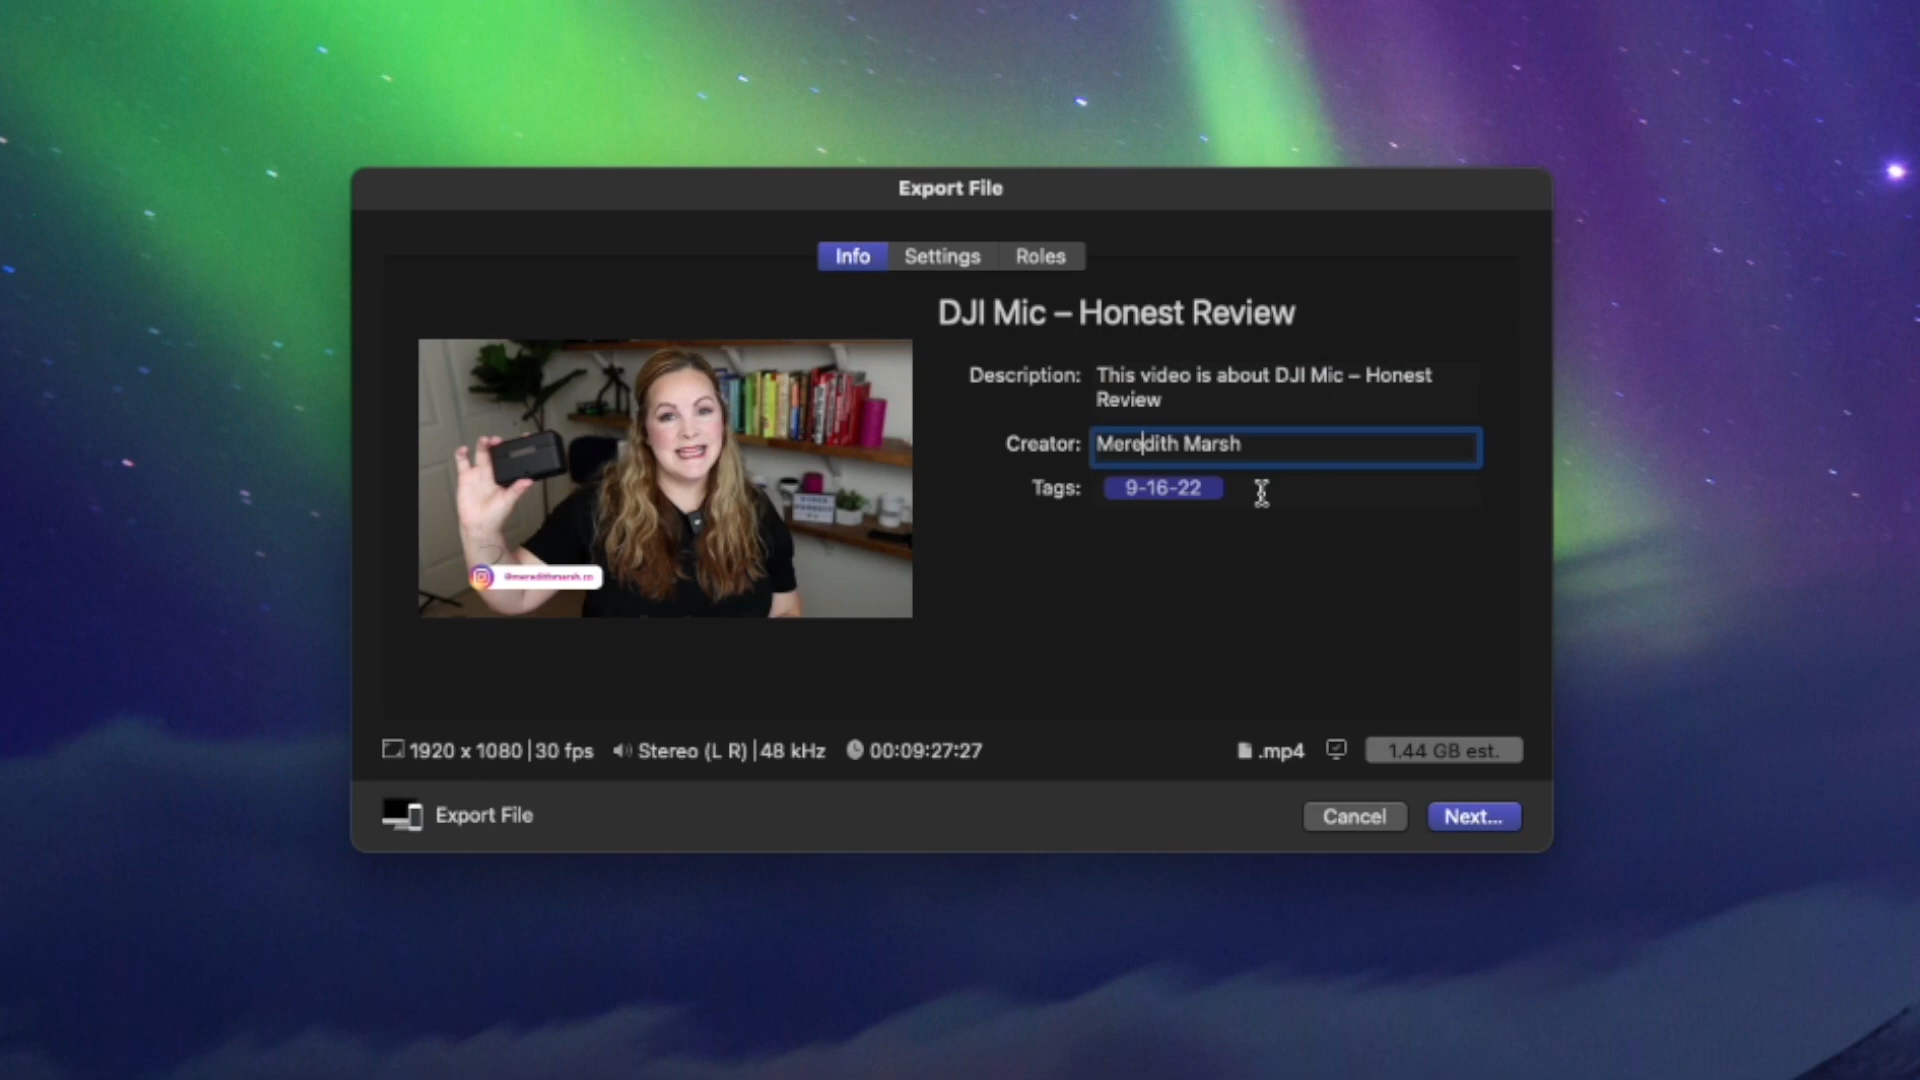 Export File
Info Settings Roles
DJI Mic – Honest Review
Description: This video is about DJI Mic – Honest
Review
Creator: Meredith Marsh
Tags: 9-16-22
@meredithmarsh.co
1920 x 1080 | 30 fps Stereo (L R) | 48 kHz 00:09:27:27 .mp4 1.44 GB est.
Export File Cancel Next...